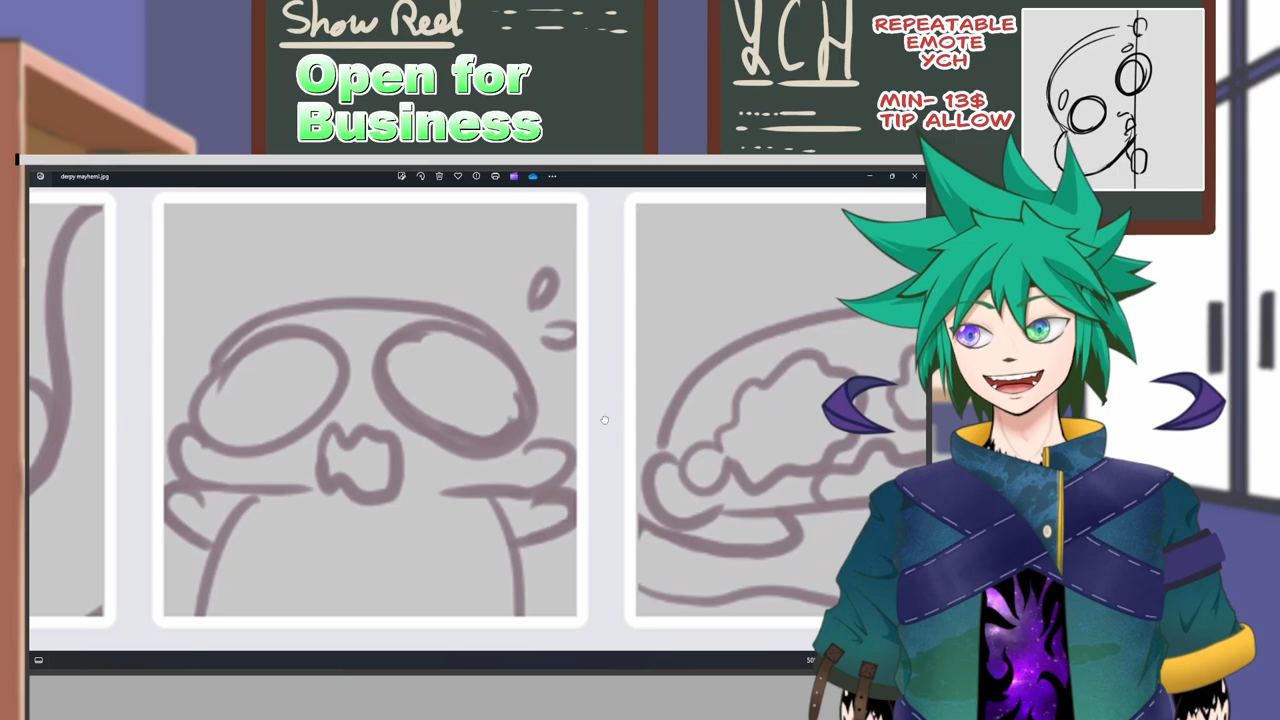 Show Reel
Open for
Business
YCH
REPEATABLE
EMOTE
YCH
MIN- 13$
TIP ALLOW
derpy mayhem!.jpg